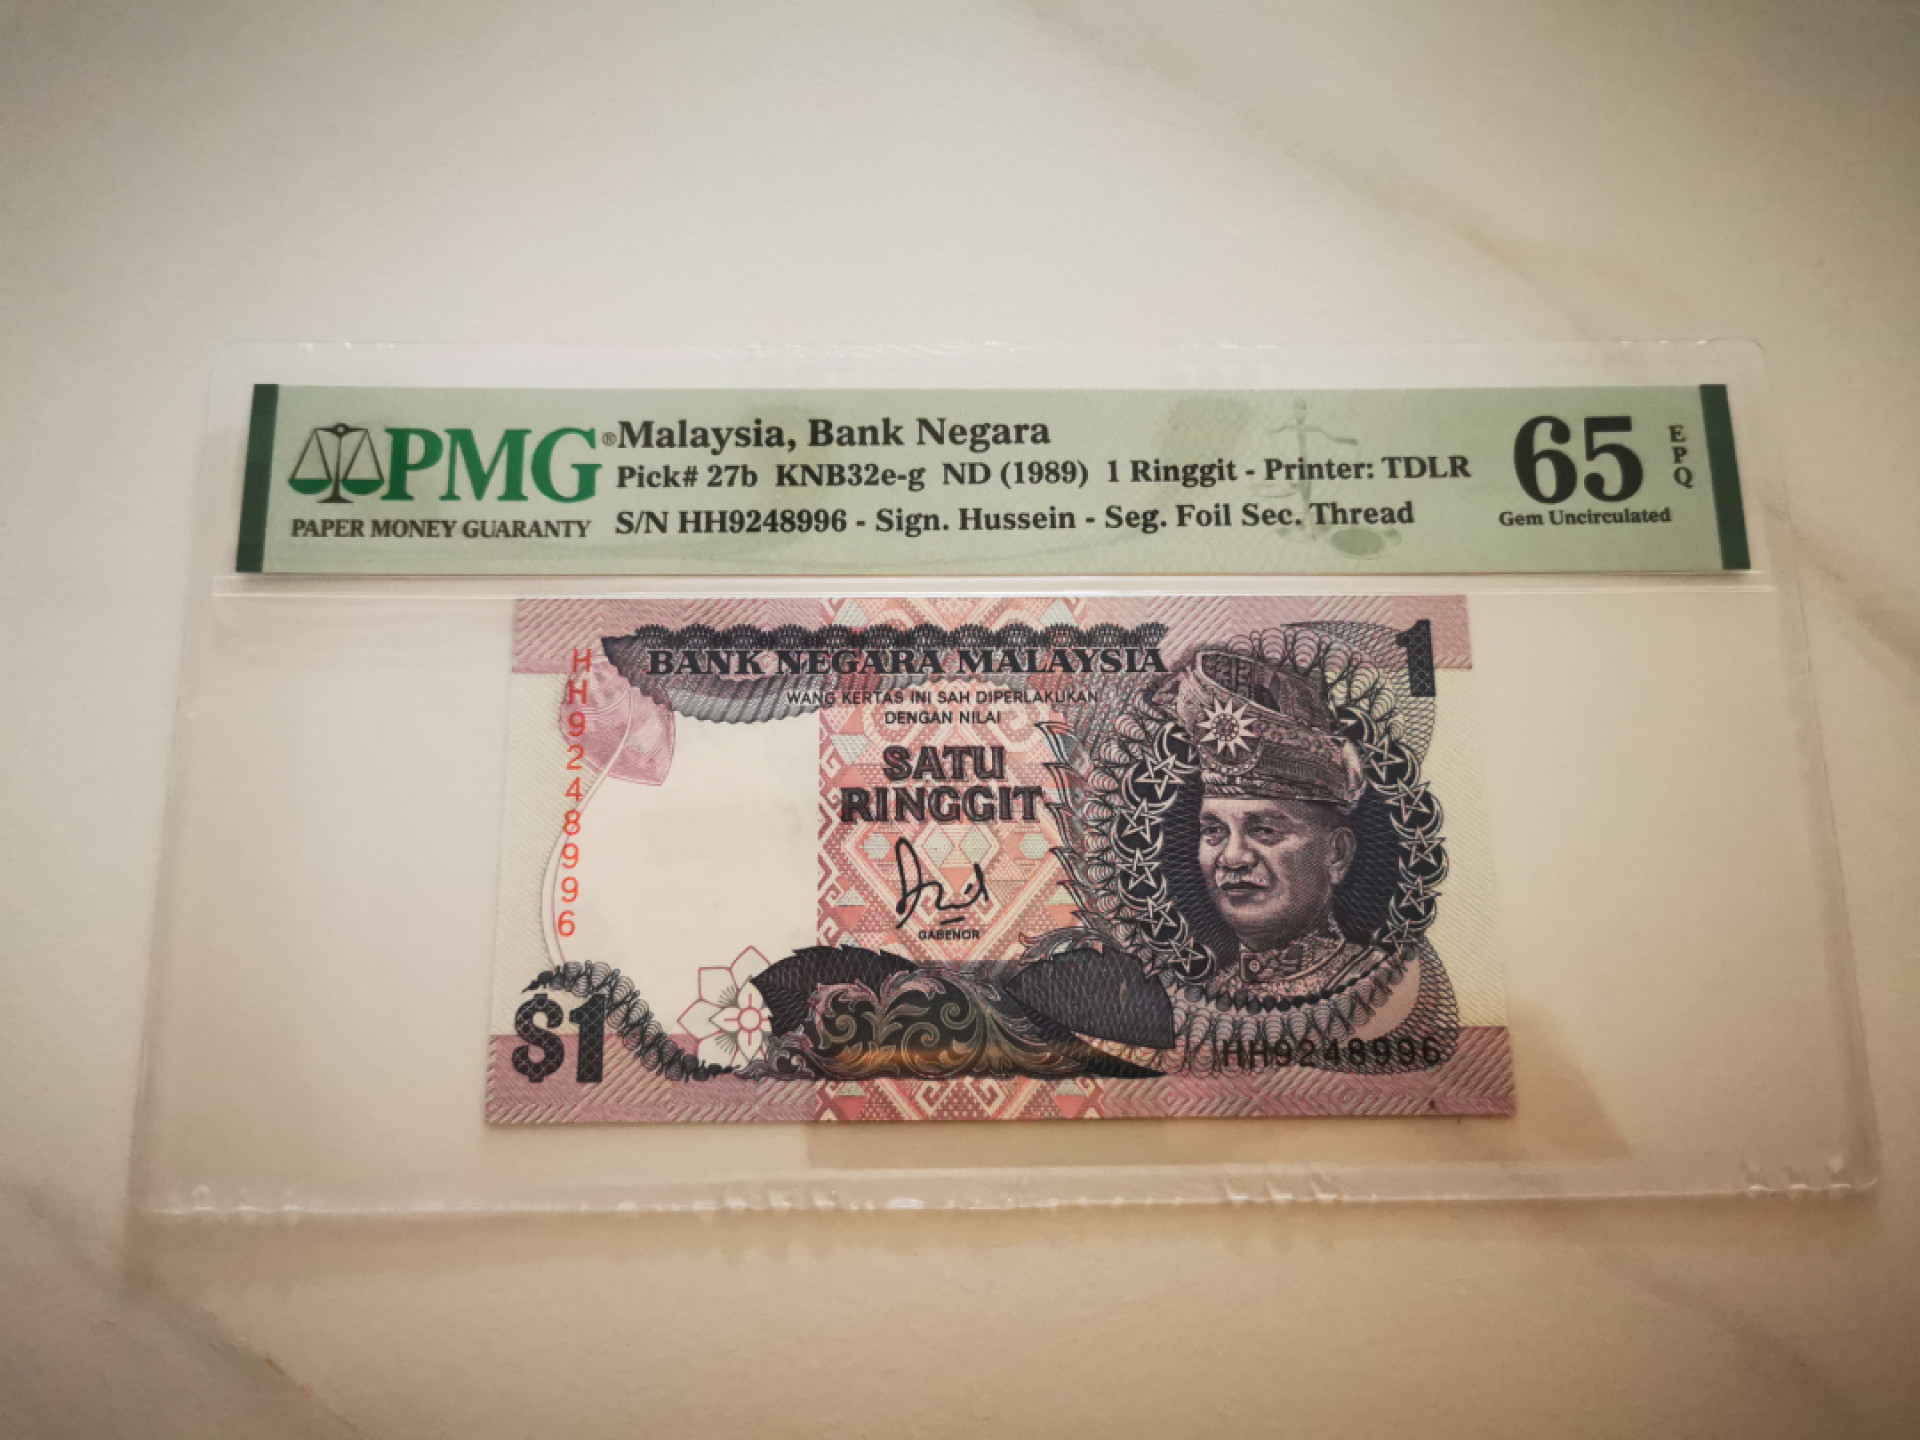 PMG®
PAPER MONEY GUARANTY
Malaysia, Bank Negara
Pick# 27b KNB32e-g ND (1989) 1 Ringgit - Printer: TDLR
S/N HH9248996 - Sign. Hussein - Seg. Foil Sec. Thread
65
EPQ
Gem Uncirculated
BANK NEGARA MALAYSIA
1
WANG KERTAS INI SAH DIPERLAKUKAN
DENGAN NILAI
SATU
RINGGIT
GABENOR
HH9248996
$1
HH9248996